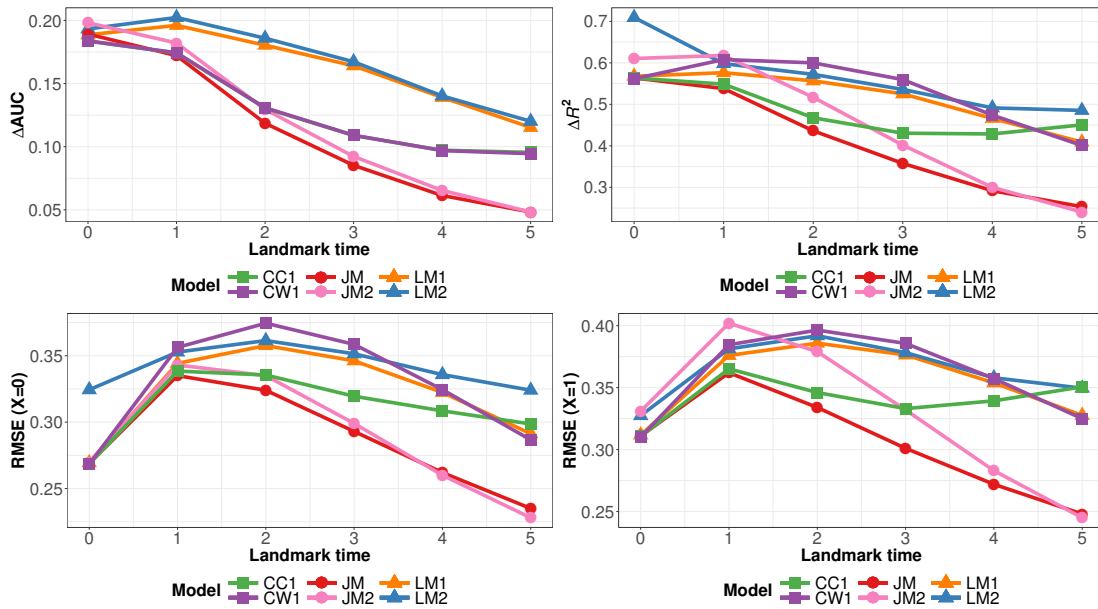 ΔAUC
0.20
0.15
0.10
0.05
0 1 2 3 4 5
Landmark time
Model CC1 JM LM1
CW1 JM2 LM2
ΔR²
0.7
0.6
0.5
0.4
0.3
0 1 2 3 4 5
Landmark time
Model CC1 JM LM1
CW1 JM2 LM2
RMSE (X=0)
0.35
0.30
0.25
0 1 2 3 4 5
Landmark time
Model CC1 JM LM1
CW1 JM2 LM2
RMSE (X=1)
0.40
0.35
0.30
0.25
0 1 2 3 4 5
Landmark time
Model CC1 JM LM1
CW1 JM2 LM2